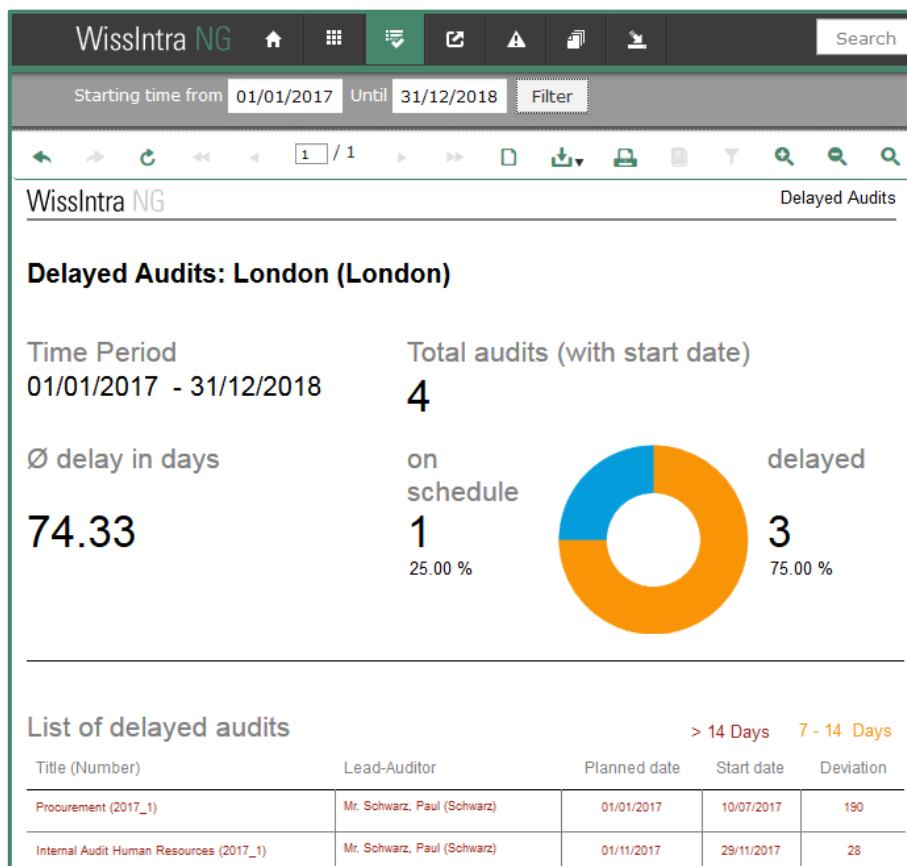 WissIntra NG Search
Starting time from 01/01/2017 Until 31/12/2018 Filter
1 / 1
WissIntra NG Delayed Audits
Delayed Audits: London (London)
Time Period Total audits (with start date)
01/01/2017 - 31/12/2018 4
Ø delay in days on schedule delayed
74.33 1 3
25.00 % 75.00 %
List of delayed audits > 14 Days 7 - 14 Days
Title (Number) Lead-Auditor Planned date Start date Deviation
Procurement (2017_1) Mr. Schwarz, Paul (Schwarz) 01/01/2017 10/07/2017 190
Internal Audit Human Resources (2017_1) Mr. Schwarz, Paul (Schwarz) 01/11/2017 29/11/2017 28